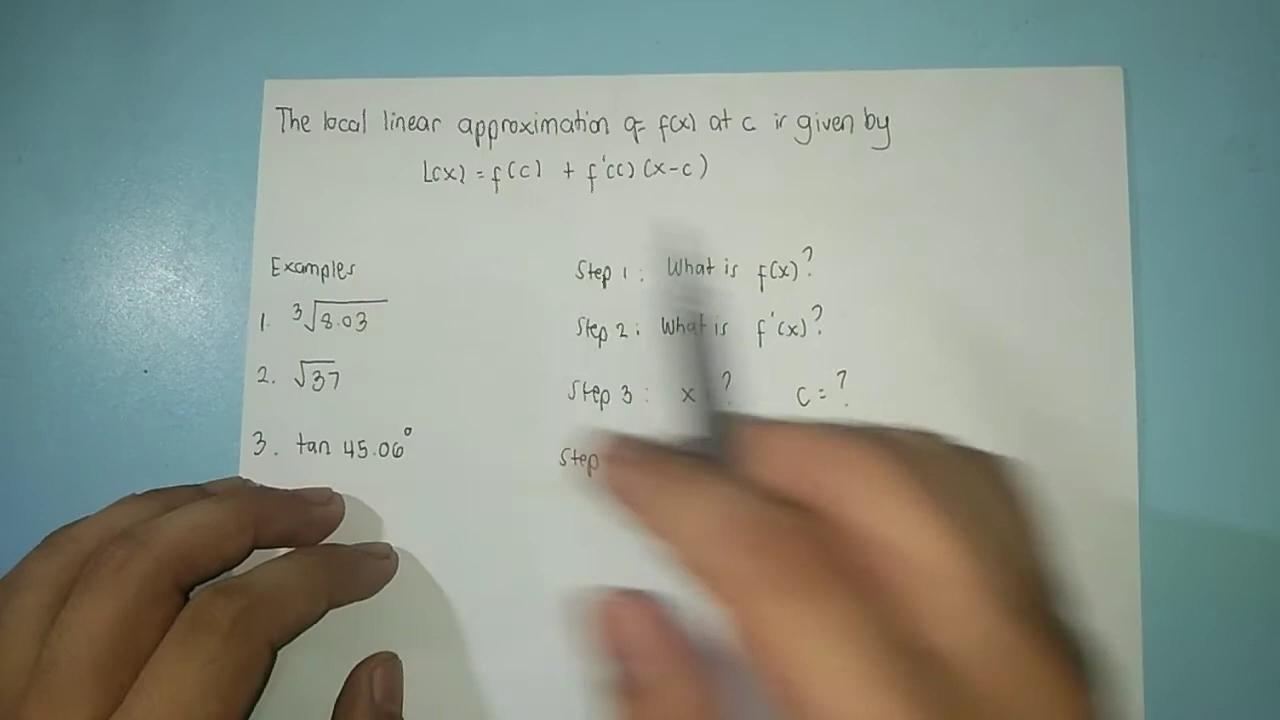 The local linear approximation of f(x) at c is given by
L(x) = f(c) + f'(c) (x-c)
Examples
1. ∛8.03
2. √37
3. tan 45.06°
Step 1: What is f(x)?
Step 2: What is f'(x)?
Step 3: x ? c = ?
Step